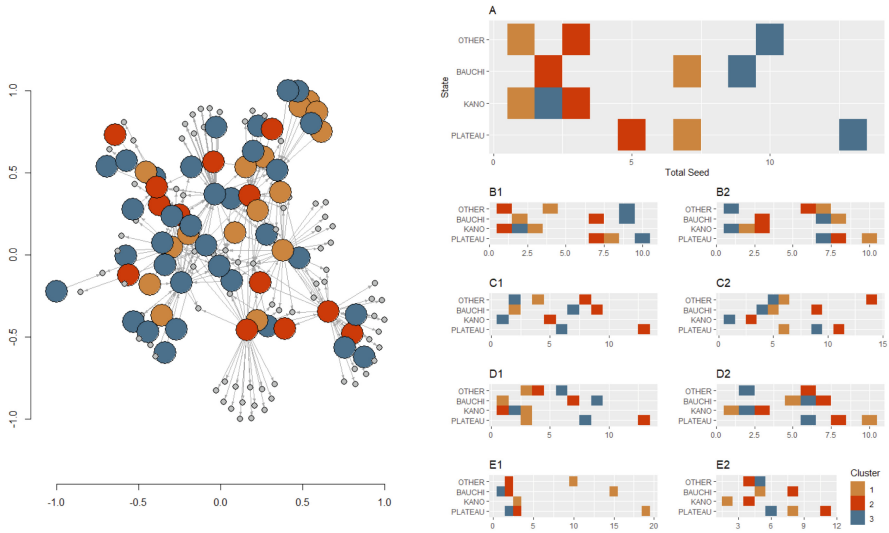 1.0
0.5
0.0
-0.5
-1.0
-1.0 -0.5 0.0 0.5 1.0
A
State
OTHER
BAUCHI
KANO
PLATEAU
5 10
Total Seed
B1
OTHER
BAUCHI
KANO
PLATEAU
0.0 2.5 5.0 7.5 10.0
B2
OTHER
BAUCHI
KANO
PLATEAU
0.0 2.5 5.0 7.5 10.0
C1
OTHER
BAUCHI
KANO
PLATEAU
0 5 10
C2
OTHER
BAUCHI
KANO
PLATEAU
0 5 10 15
D1
OTHER
BAUCHI
KANO
PLATEAU
0 5 10
D2
OTHER
BAUCHI
KANO
PLATEAU
0.0 2.5 5.0 7.5 10.0
E1
OTHER
BAUCHI
KANO
PLATEAU
0 5 10 15 20
E2
OTHER
BAUCHI
KANO
PLATEAU
3 6 9 12
Cluster
1
2
3